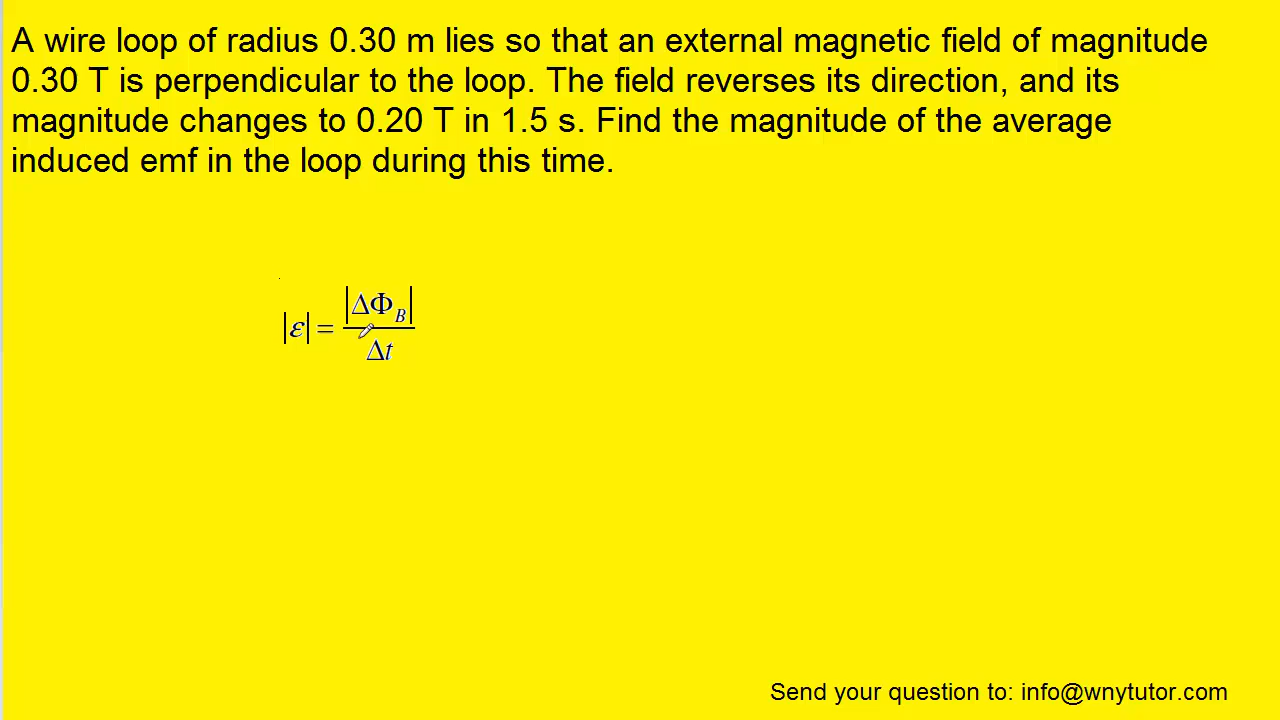 A wire loop of radius 0.30 m lies so that an external magnetic field of magnitude
0.30 T is perpendicular to the loop. The field reverses its direction, and its
magnitude changes to 0.20 T in 1.5 s. Find the magnitude of the average
induced emf in the loop during this time.
|ε| = |ΔΦ_B| / Δt
Send your question to: info@wnytutor.com